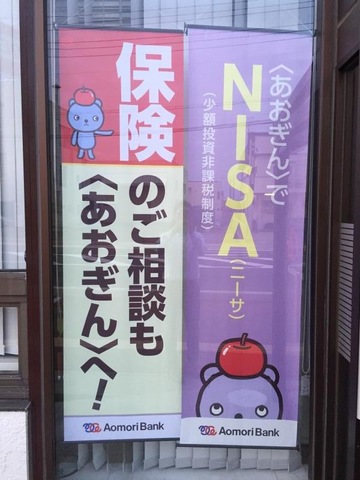 〈あおぎん〉で
NISA(ニーサ)
(少額投資非課税制度)
Aomori Bank
保険
のご相談も
〈あおぎん〉へ!
Aomori Bank